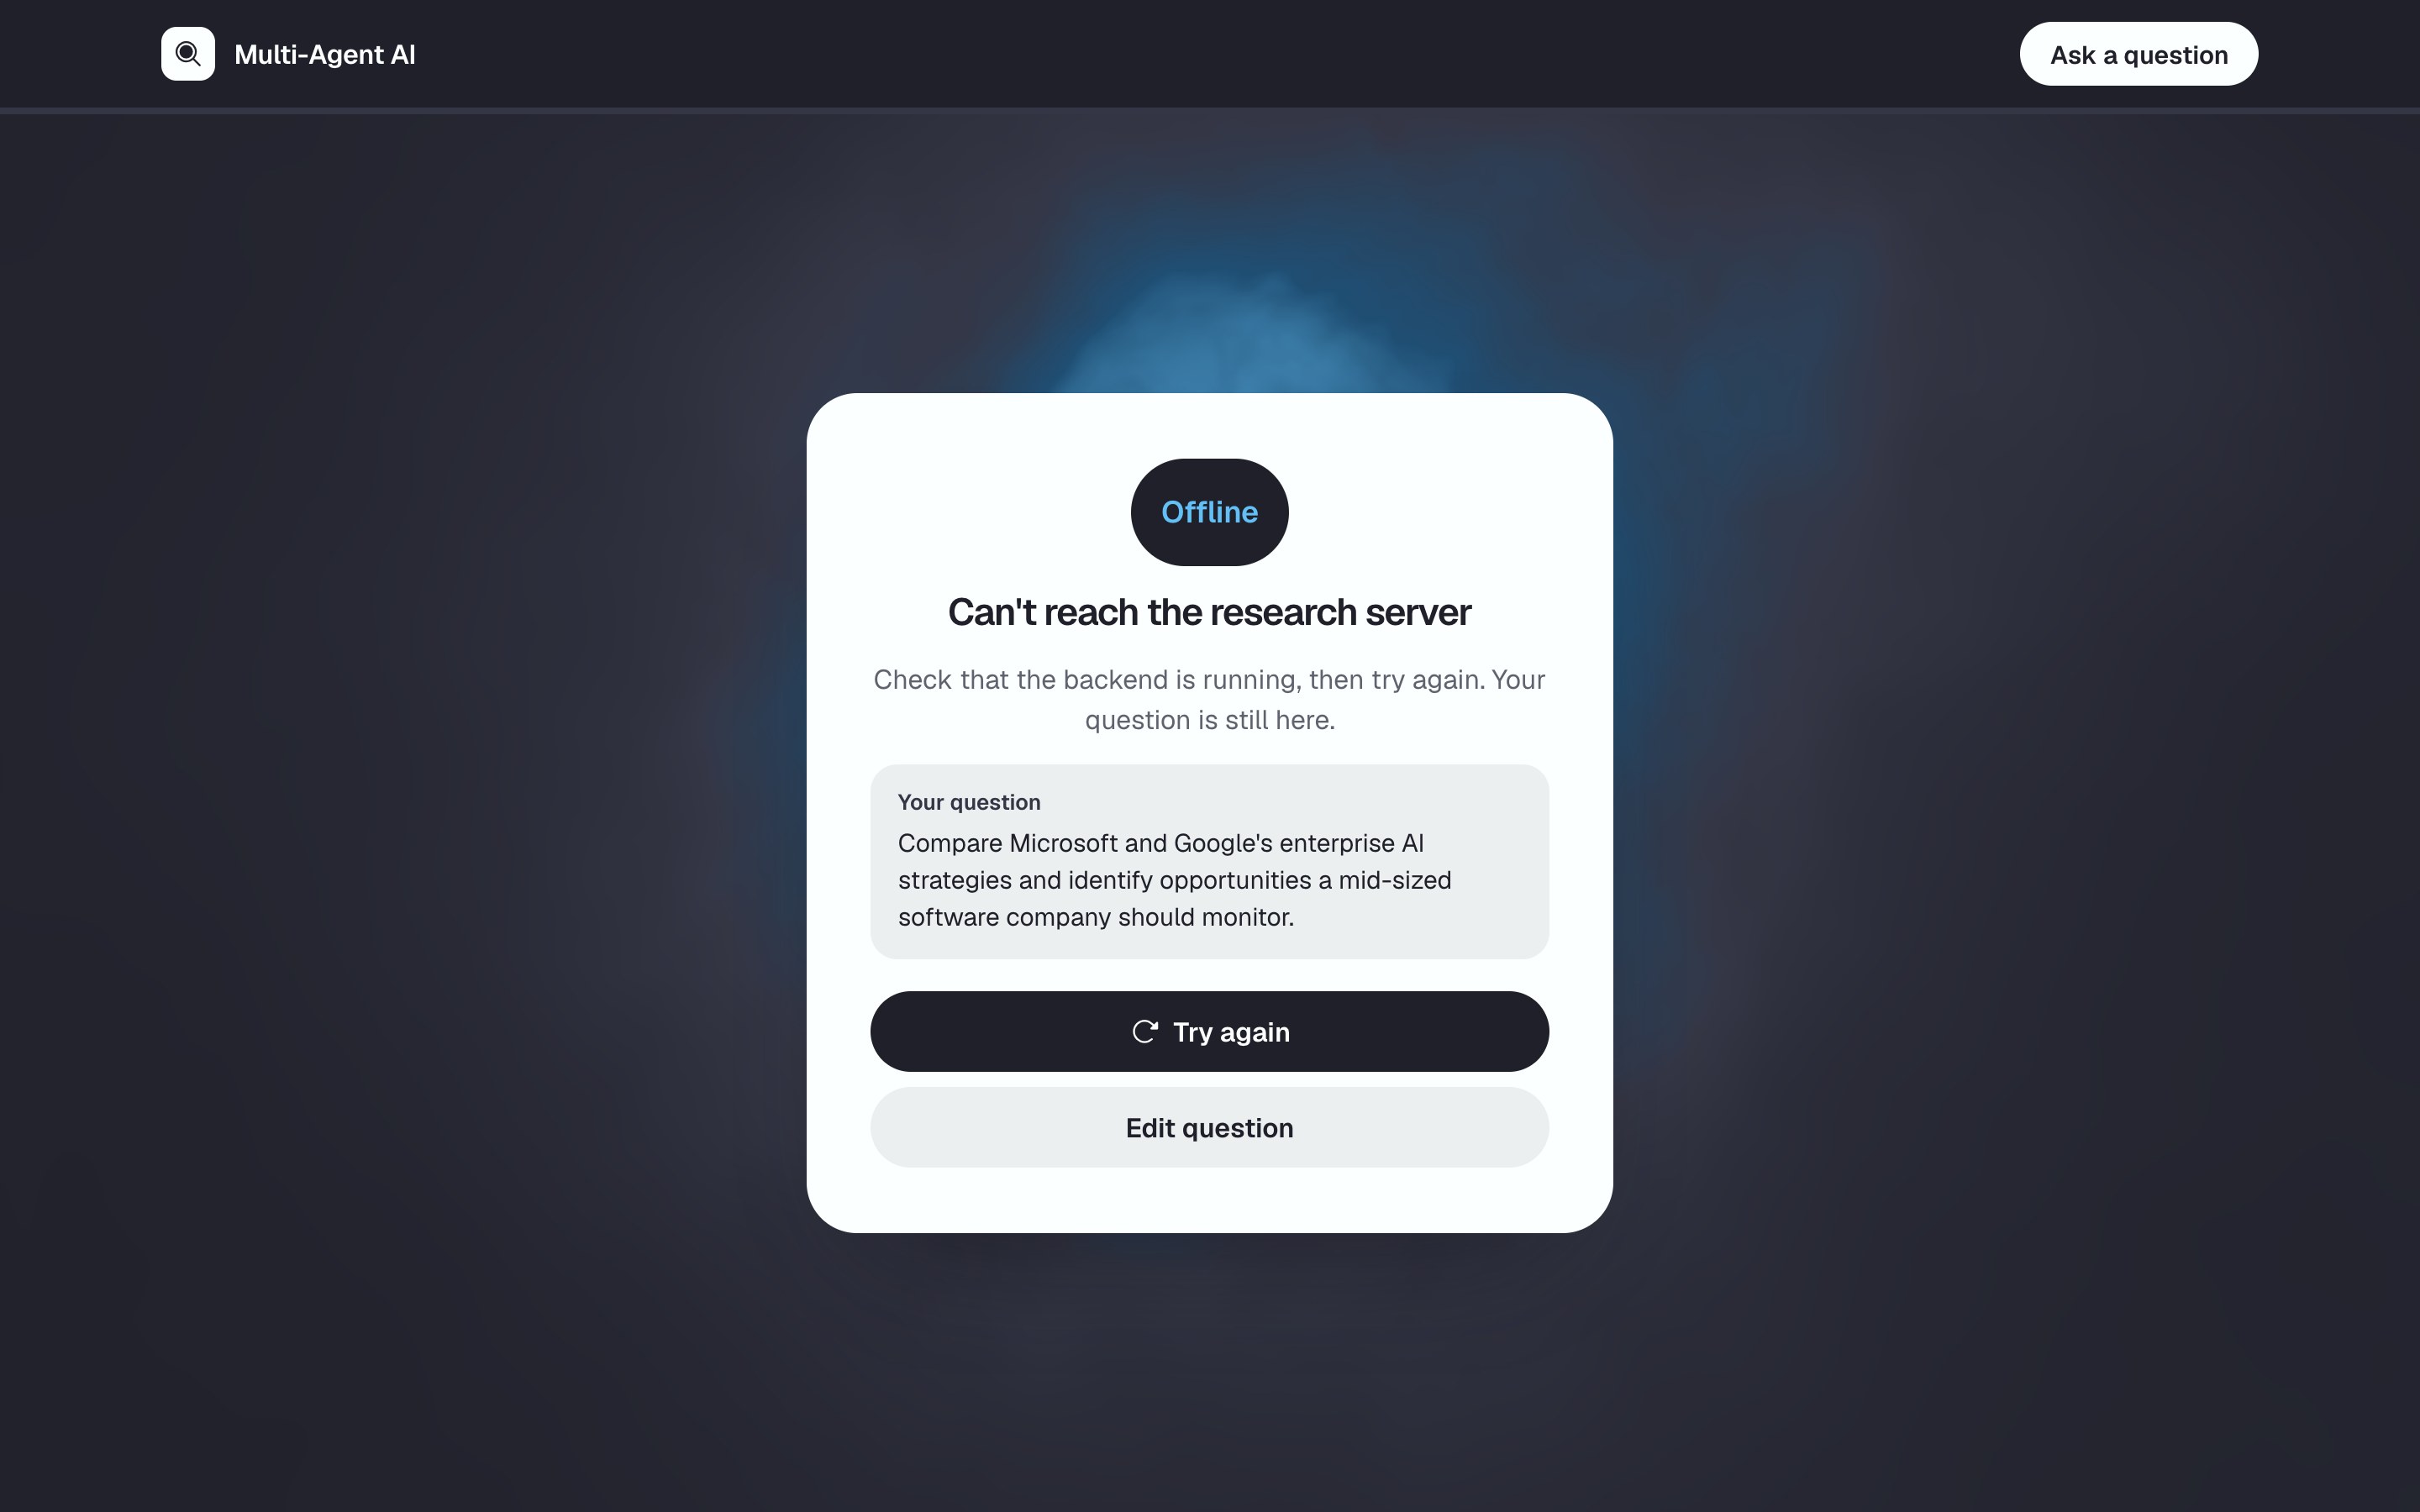 Multi-Agent AI
Ask a question
Offline
Can't reach the research server
Check that the backend is running, then try again. Your
question is still here.
Your question
Compare Microsoft and Google's enterprise AI
strategies and identify opportunities a mid-sized
software company should monitor.
Try again
Edit question